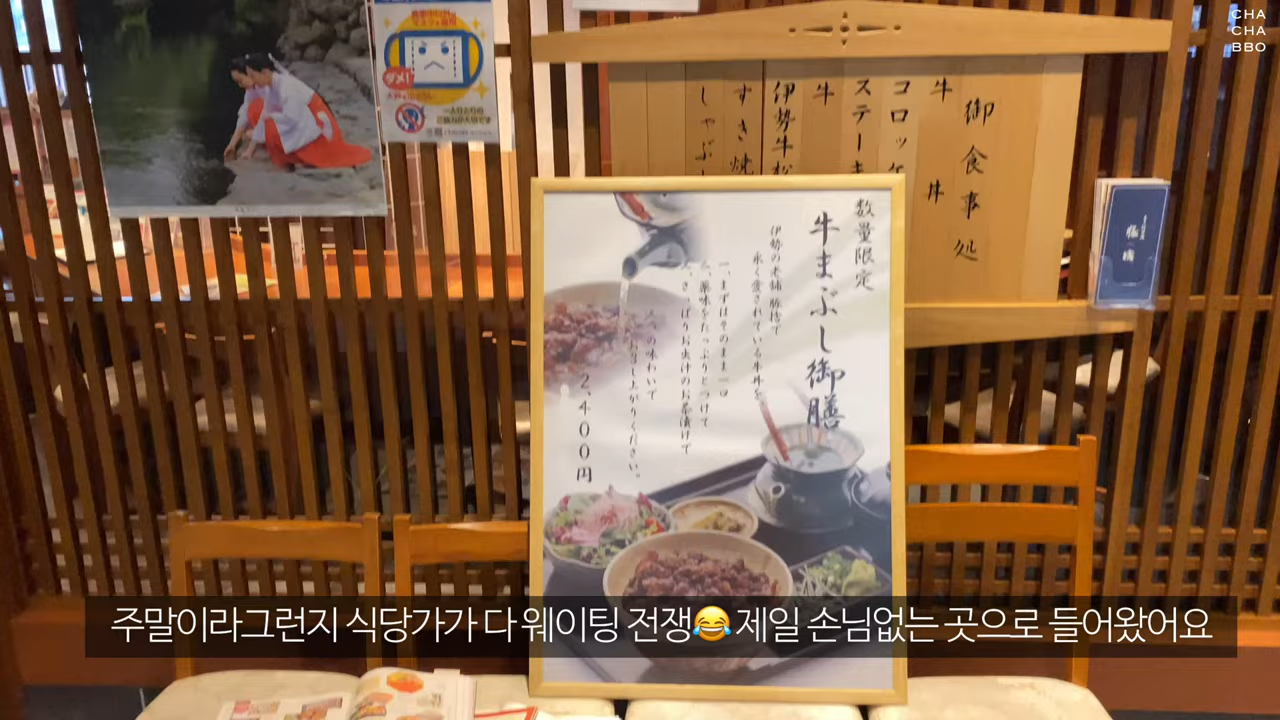 CHA
CHA
BBO
ダメ!
御食事処
牛丼
コロッケ
ステーキ
牛
伊勢牛松
すき焼
しゃぶし
数量限定
牛まぶし御膳
伊勢の老舗 豚捨で
永く愛されている牛丼を
一、まずはそのまま一口
薬味をたっぷりとつけて
さっぱりお出汁のお茶漬けで
の味わいで
お召し上がりください。
2,400円
주말이라그런지 식당가가 다 웨이팅 전쟁😂 제일 손님없는 곳으로 들어왔어요